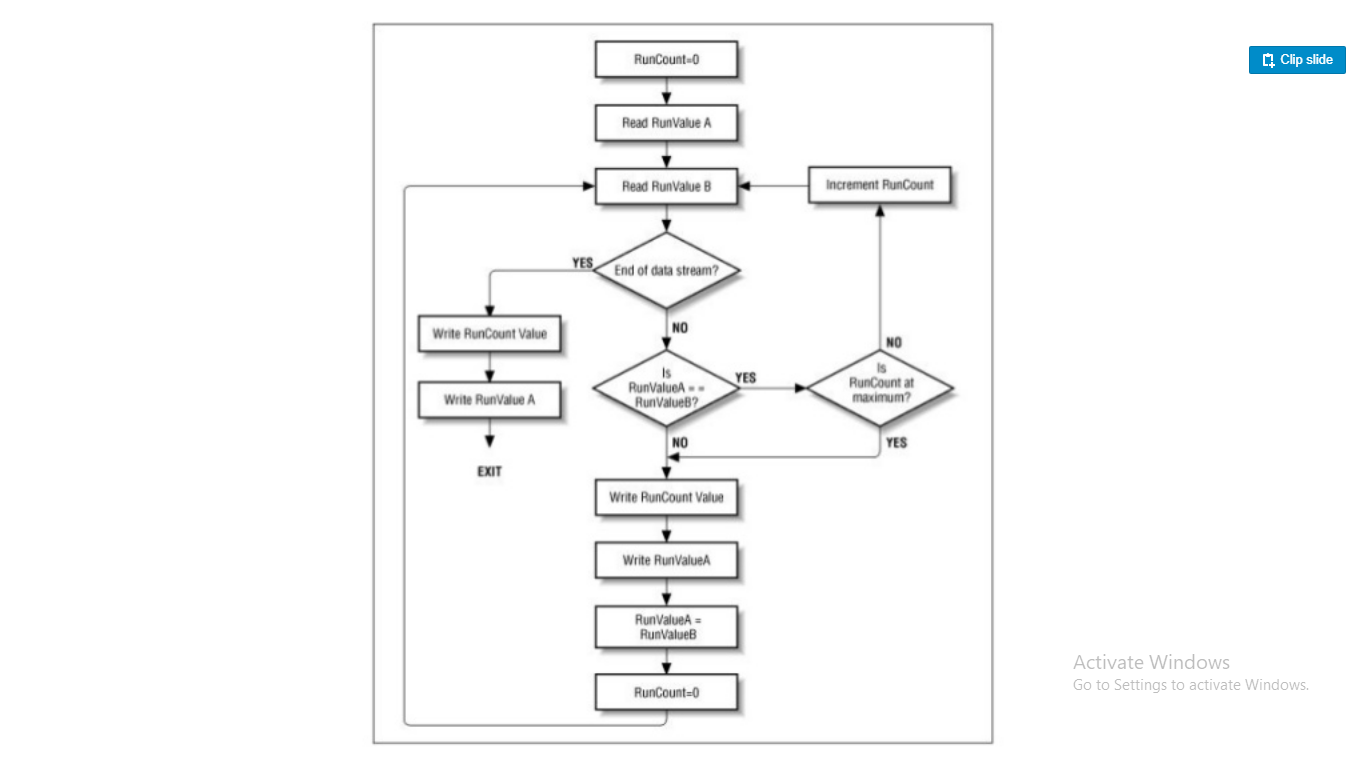 RunCount=0
Clip slide
Read RunValue A
Read RunValue B
Increment RunCount
YES
End of data stream?
NO
Write RunCount Value
NO
Is
RunValueA = =
RunValueB?
YES
Is
RunCount at
maximum?
Write RunValue A
NO
YES
EXIT
Write RunCount Value
Write RunValueA
RunValueA =
RunValueB
RunCount=0
Activate Windows
Go to Settings to activate Windows.